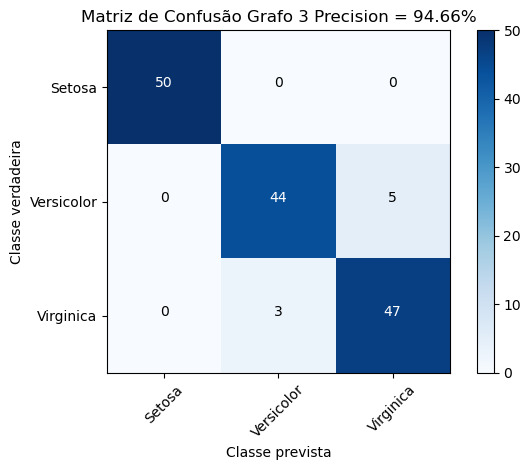 Matriz de Confusão Grafo 3 Precision = 94.66%
Classe verdadeira
Setosa 50 0 0
Versicolor 0 44 5
Virginica 0 3 47
Setosa Versicolor Virginica
Classe prevista
50
40
30
20
10
0